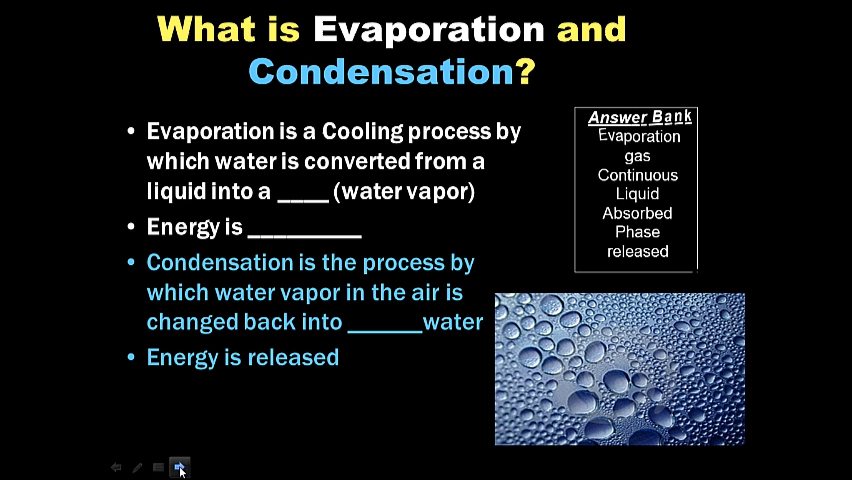 What is Evaporation and
Condensation?
• Evaporation is a Cooling process by
which water is converted from a
liquid into a ____ (water vapor)
• Energy is _________
• Condensation is the process by
which water vapor in the air is
changed back into ______water
• Energy is released
Answer Bank
Evaporation
gas
Continuous
Liquid
Absorbed
Phase
released